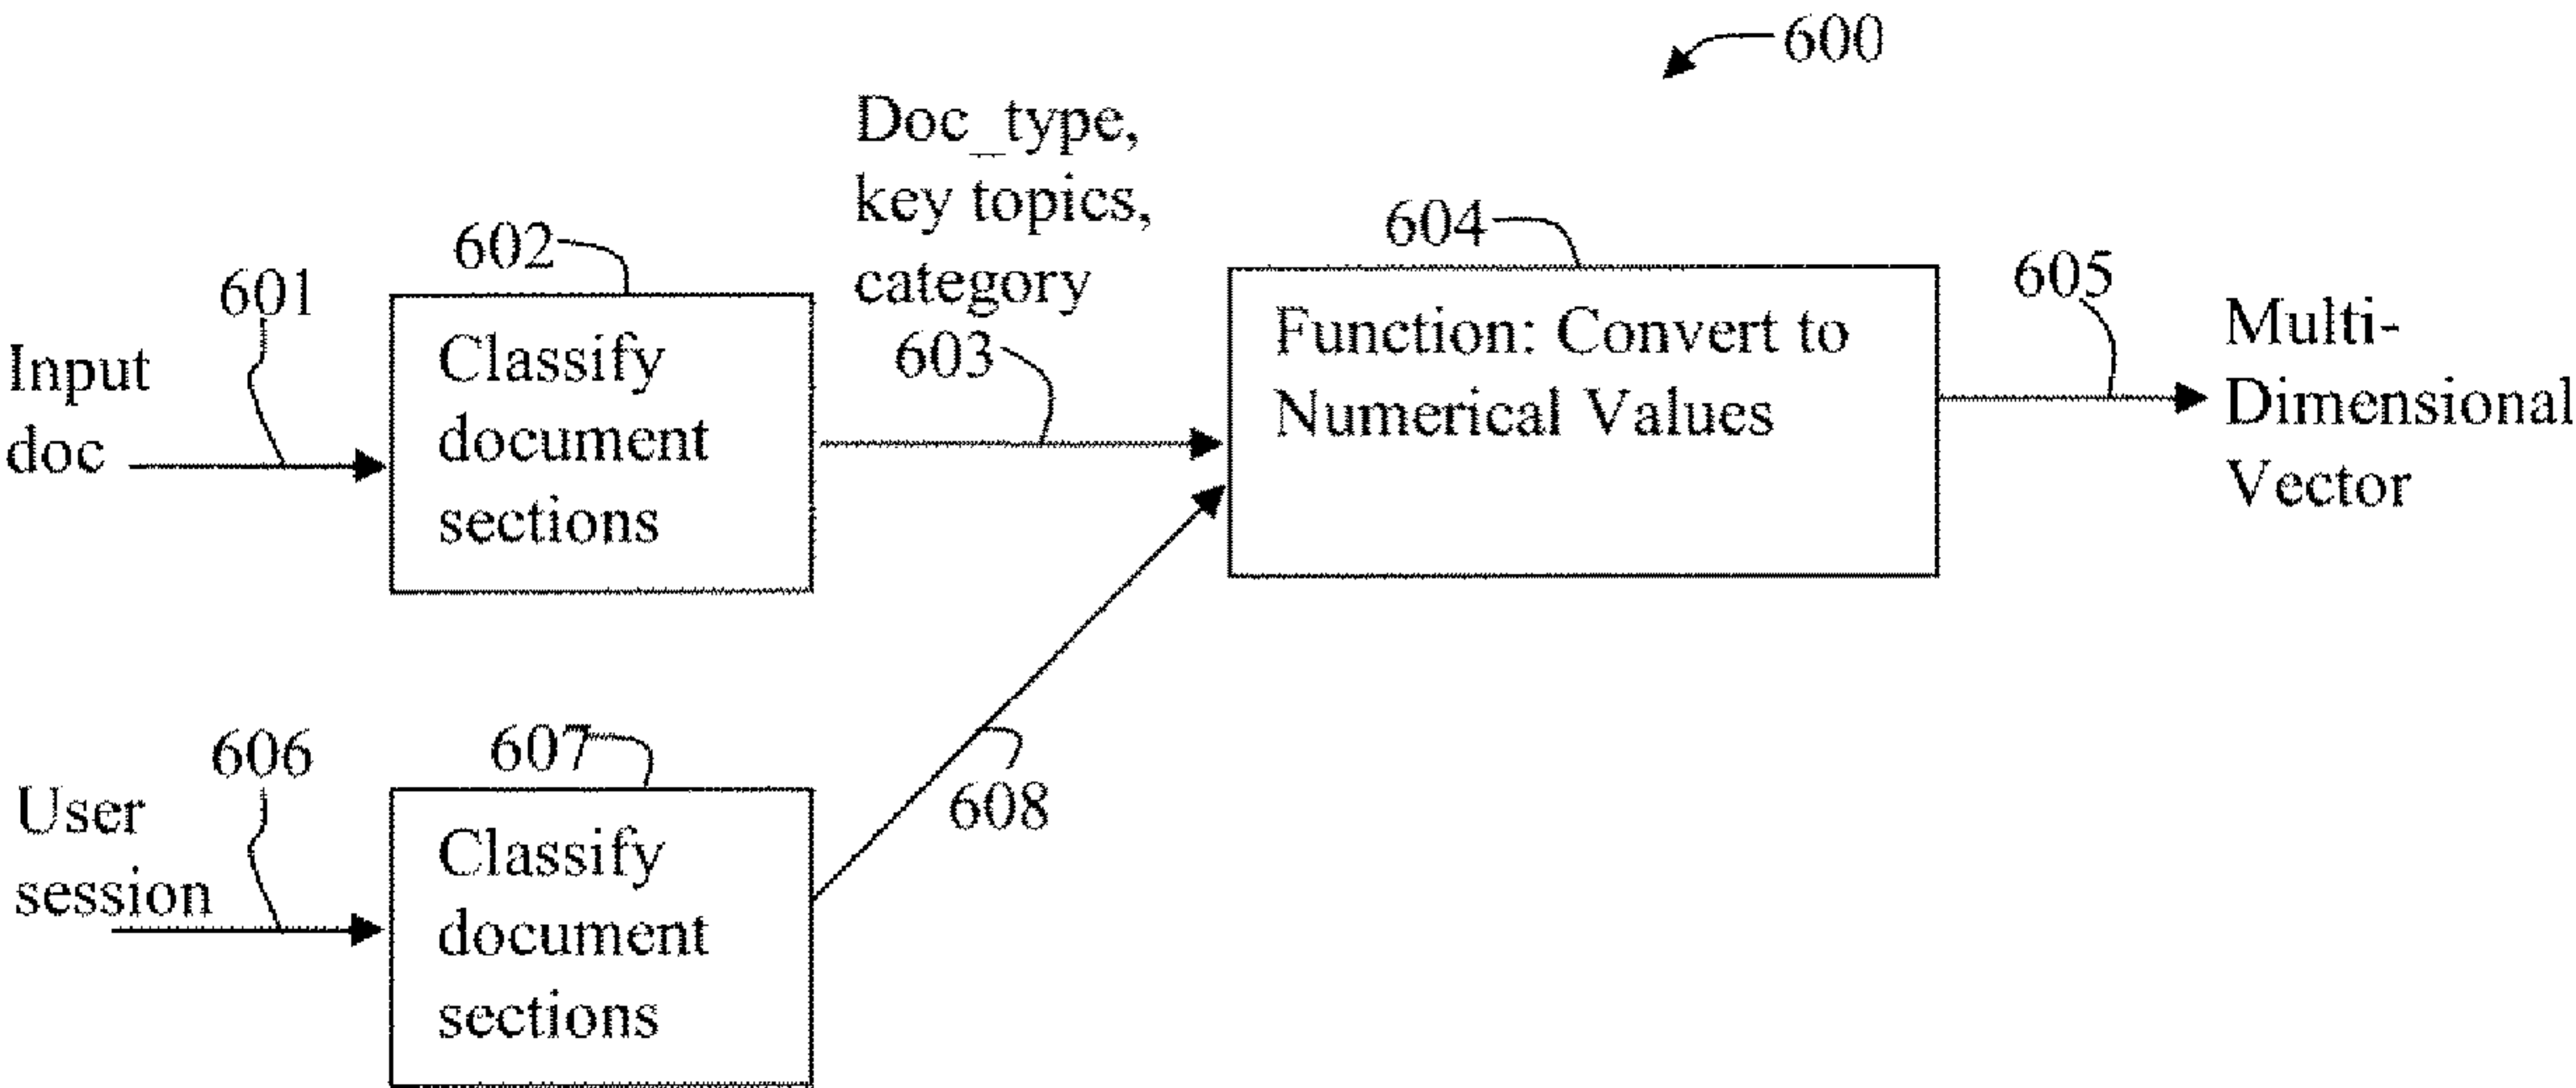 600
Doc_type,
key topics,
category
603
602
601
Input
doc
Classify
document
sections
604
Function: Convert to
Numerical Values
605
Multi-
Dimensional
Vector
606
User
session
607
Classify
document
sections
608